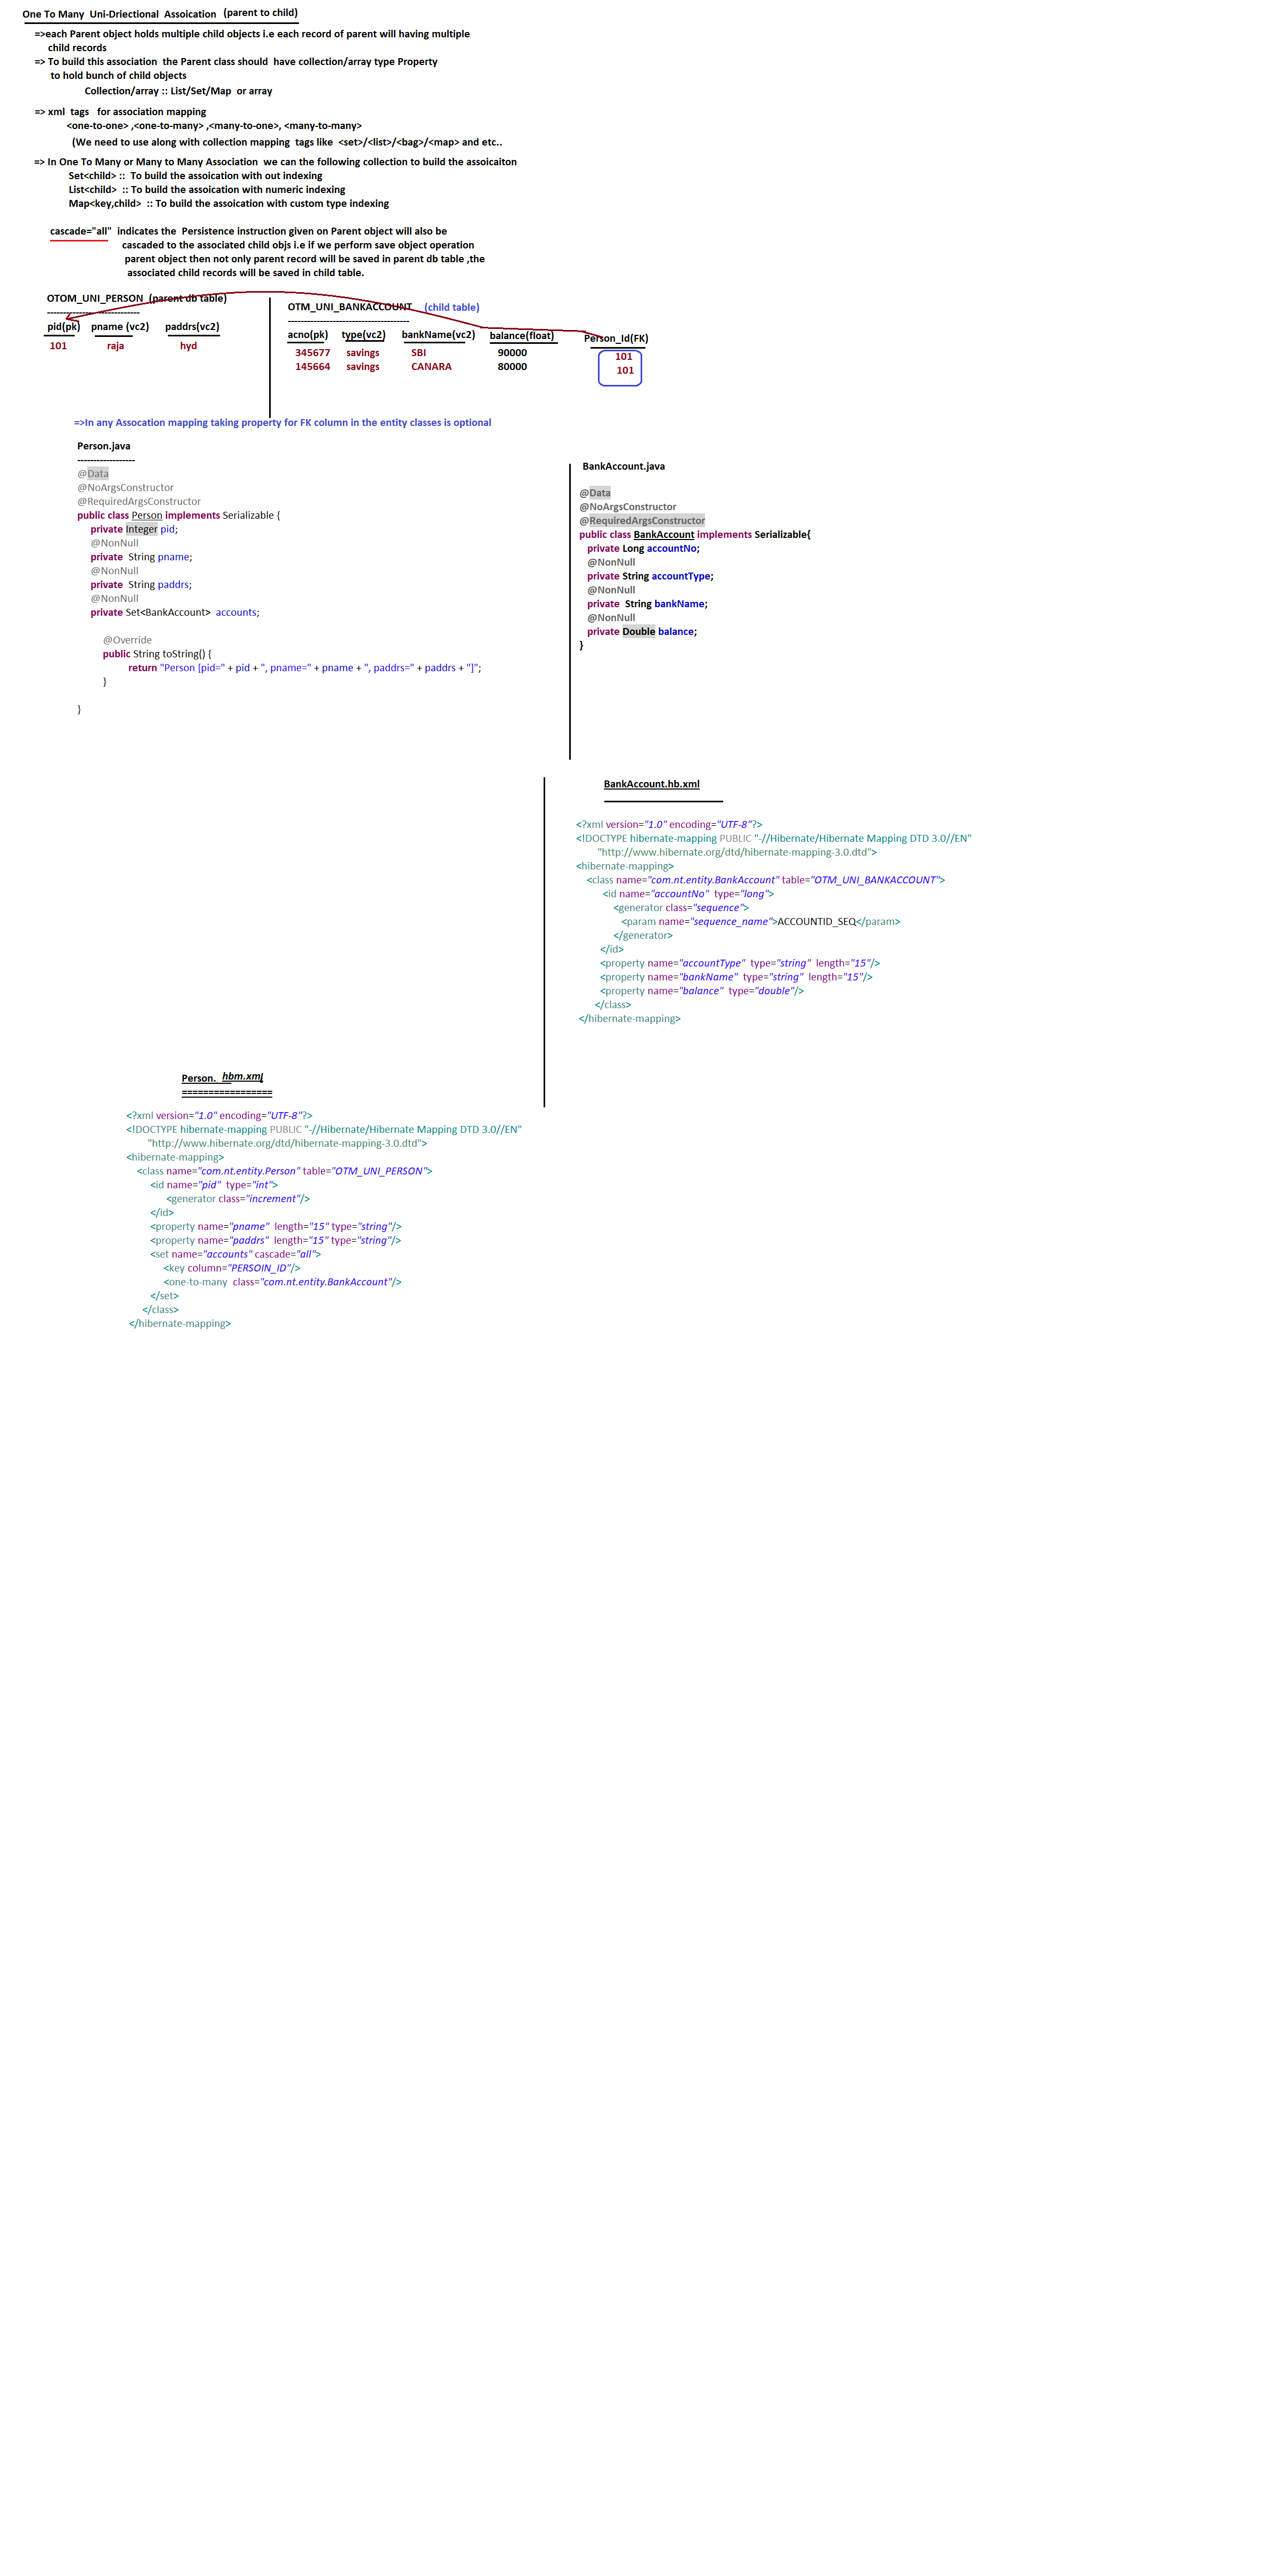 One To Many  Uni-Driectional  Assoication  (parent to child)
=>each Parent object holds multiple child objects i.e each record of parent will having multiple
child records
=> To build this association  the Parent class should  have collection/array type Property
to hold bunch of child objects
Collection/array :: List/Set/Map  or array
=> xml  tags   for association mapping
<one-to-one> ,<one-to-many> ,<many-to-one>, <many-to-many>
(We need to use along with collection mapping  tags like  <set>/<list>/<bag>/<map> and etc..
=> In One To Many or Many to Many Association  we can the following collection to build the assoicaiton
Set<child> ::  To build the assoication with out indexing
List<child>  :: To build the assoication with numeric indexing
Map<key,child>  :: To build the assoication with custom type indexing
cascade="all"  indicates the  Persistence instruction given on Parent object will also be
cascaded to the associated child objs i.e if we perform save object operation
parent object then not only parent record will be saved in parent db table ,the
associated child records will be saved in child table.
OTOM_UNI_PERSON  (parent db table)
------------------------------
pid(pk)   pname (vc2)   paddrs(vc2)
101   raja   hyd
OTM_UNI_BANKACCOUNT   (child table)
---------------------------------------
acno(pk)   type(vc2)   bankName(vc2)   balance(float)   Person_Id(FK)
345677   savings   SBI   90000   101
145664   savings   CANARA   80000   101
=>In any Assocation mapping taking property for FK column in the entity classes is optional
Person.java
------------------
@Data
@NoArgsConstructor
@RequiredArgsConstructor
public class Person implements Serializable {
private Integer pid;
@NonNull
private  String pname;
@NonNull
private  String paddrs;
@NonNull
private Set<BankAccount>  accounts;
@Override
public String toString() {
return "Person [pid=" + pid + ", pname=" + pname + ", paddrs=" + paddrs + "]";
}
}
BankAccount.java
@Data
@NoArgsConstructor
@RequiredArgsConstructor
public class BankAccount implements Serializable{
private Long accountNo;
@NonNull
private String accountType;
@NonNull
private  String bankName;
@NonNull
private Double balance;
}
BankAccount.hb.xml
<?xml version="1.0" encoding="UTF-8"?>
<!DOCTYPE hibernate-mapping PUBLIC "-//Hibernate/Hibernate Mapping DTD 3.0//EN"
"http://www.hibernate.org/dtd/hibernate-mapping-3.0.dtd">
<hibernate-mapping>
<class name="com.nt.entity.BankAccount" table="OTM_UNI_BANKACCOUNT">
<id name="accountNo"  type="long">
<generator class="sequence">
<param name="sequence_name">ACCOUNTID_SEQ</param>
</generator>
</id>
<property name="accountType"  type="string"  length="15"/>
<property name="bankName"  type="string"  length="15"/>
<property name="balance"  type="double"/>
</class>
</hibernate-mapping>
Person.  hbm.xml
=================
<?xml version="1.0" encoding="UTF-8"?>
<!DOCTYPE hibernate-mapping PUBLIC "-//Hibernate/Hibernate Mapping DTD 3.0//EN"
"http://www.hibernate.org/dtd/hibernate-mapping-3.0.dtd">
<hibernate-mapping>
<class name="com.nt.entity.Person" table="OTM_UNI_PERSON">
<id name="pid"  type="int">
<generator class="increment"/>
</id>
<property name="pname"  length="15" type="string"/>
<property name="paddrs"  length="15" type="string"/>
<set name="accounts" cascade="all">
<key column="PERSOIN_ID"/>
<one-to-many  class="com.nt.entity.BankAccount"/>
</set>
</class>
</hibernate-mapping>